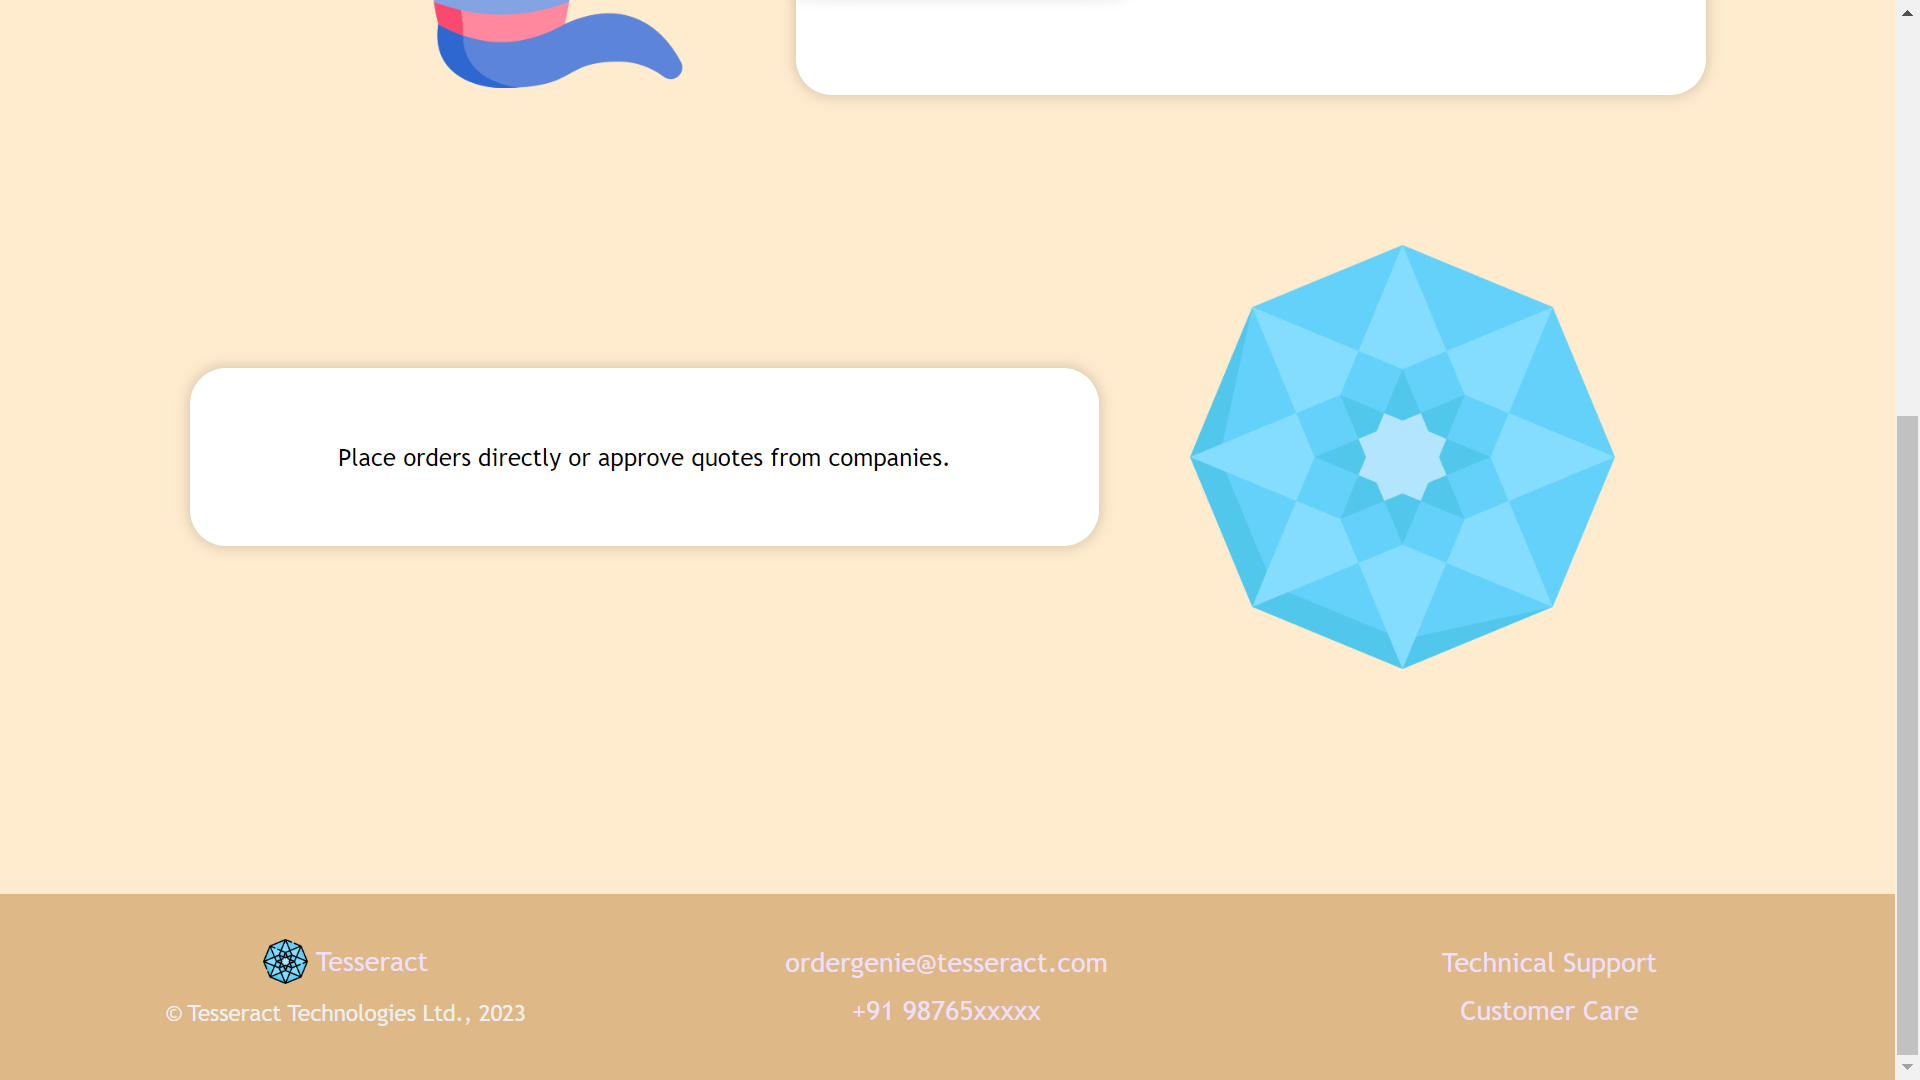 Place orders directly or approve quotes from companies.
Tesseract
© Tesseract Technologies Ltd., 2023
ordergenie@tesseract.com
+91 98765xxxxx
Technical Support
Customer Care